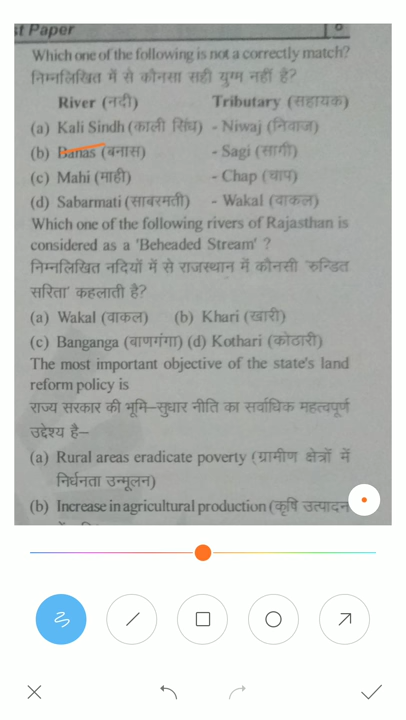 st Paper
Which one of the following is not a correctly match?
निम्नलिखित में से कौनसा सही युग्म नहीं है?
River (नदी) Tributary (सहायक)
(a) Kali Sindh (काली सिंध) - Niwaj (निवाज)
(b) Banas (बनास) - Sagi (सागी)
(c) Mahi (माही) - Chap (चाप)
(d) Sabarmati (साबरमती) - Wakal (वाकल)
Which one of the following rivers of Rajasthan is
considered as a 'Beheaded Stream' ?
निम्नलिखित नदियों में से राजस्थान में कौनसी 'रुन्डित
सरिता' कहलाती है?
(a) Wakal (वाकल) (b) Khari (खारी)
(c) Banganga (बाणगंगा) (d) Kothari (कोठारी)
The most important objective of the state's land
reform policy is
राज्य सरकार की भूमि–सुधार नीति का सर्वाधिक महत्वपूर्ण
उद्देश्य है–
(a) Rural areas eradicate poverty (ग्रामीण क्षेत्रों में
निर्धनता उन्मूलन)
(b) Increase in agricultural production (कृषि उत्पादन